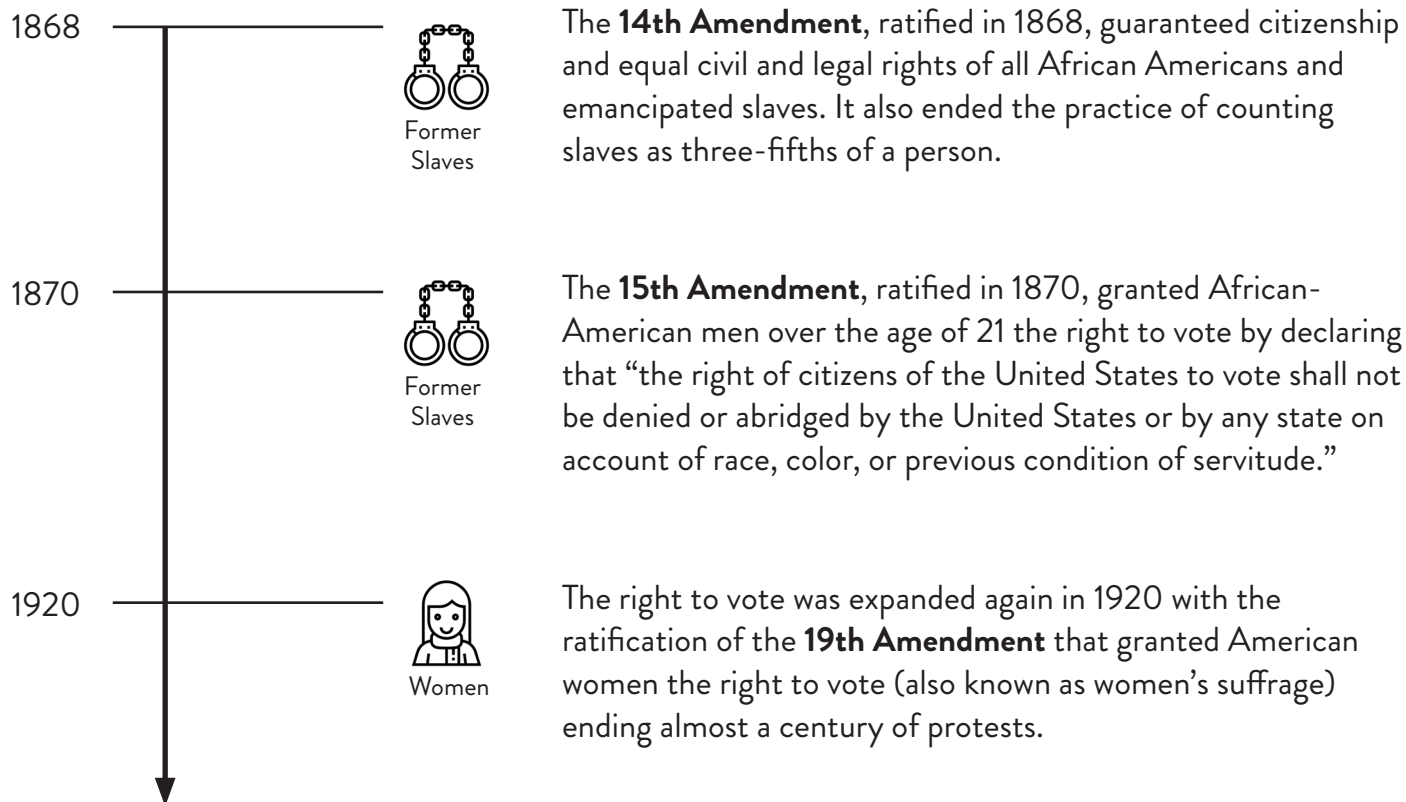 1868
Former
Slaves
The 14th Amendment, ratified in 1868, guaranteed citizenship
and equal civil and legal rights of all African Americans and
emancipated slaves. It also ended the practice of counting
slaves as three-fifths of a person.
1870
Former
Slaves
The 15th Amendment, ratified in 1870, granted African-
American men over the age of 21 the right to vote by declaring
that “the right of citizens of the United States to vote shall not
be denied or abridged by the United States or by any state on
account of race, color, or previous condition of servitude.”
1920
Women
The right to vote was expanded again in 1920 with the
ratification of the 19th Amendment that granted American
women the right to vote (also known as women’s suffrage)
ending almost a century of protests.